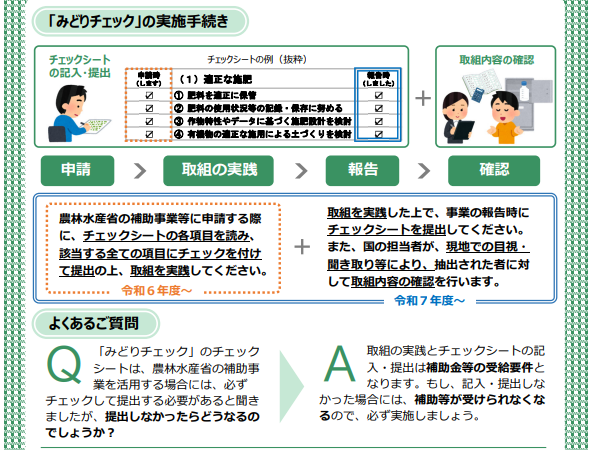 「みどりチェック」の実施手続き
チェックシート
の記入・提出
チェックシートの例（抜粋）
申請時
（します）
（１）適正な施肥
報告時
（しました）
☑ ① 肥料を適正に保管 ☑
☑ ② 肥料の使用状況等の記録・保存に努める ☑
☑ ③ 作物特性やデータに基づく施肥設計を検討 ☑
☑ ④ 有機物の適正な施用による土づくりを検討 ☑
＋
取組内容の確認
申請 ＞ 取組の実践 ＞ 報告 ＞ 確認
農林水産省の補助事業等に申請する際
に、チェックシートの各項目を読み、
該当する全ての項目にチェックを付け
て提出の上、取組を実践してください。
令和６年度～
＋
取組を実践した上で、事業の報告時に
チェックシートを提出してください。
また、国の担当者が、現地での目視・
聞き取り等により、抽出された者に対
して取組内容の確認を行います。
令和７年度～
よくあるご質問
Q 「みどりチェック」のチェック
シートは、農林水産省の補助事
業を活用する場合には、必ず
チェックして提出する必要があると聞き
ましたが、提出しなかったらどうなるの
でしょうか？
A 取組の実践とチェックシートの記
入・提出は補助金等の受給要件と
なります。もし、記入・提出しな
かった場合には、補助等が受けられなくな
るので、必ず実施しましょう。